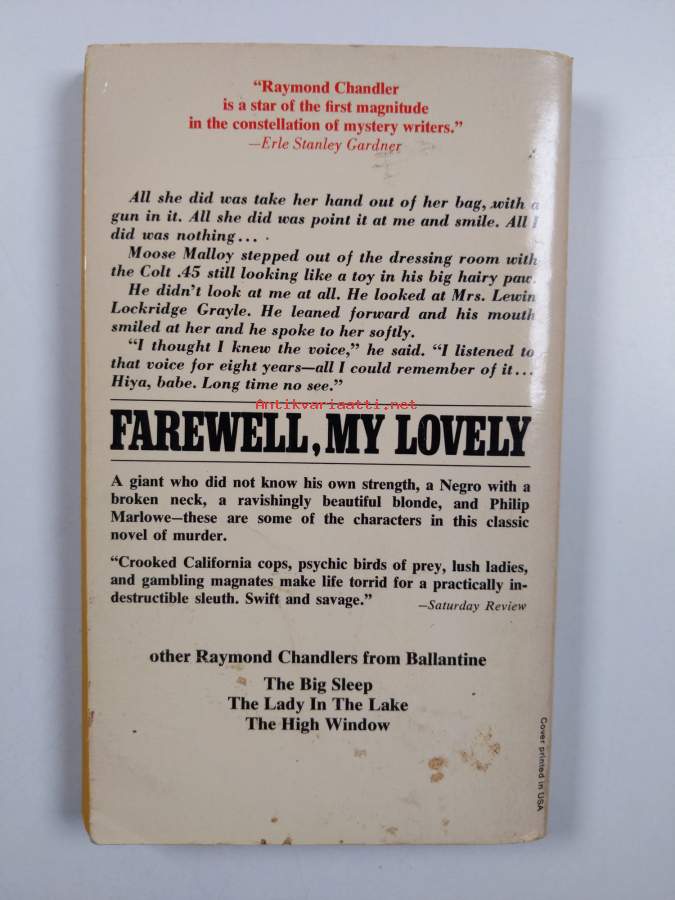 “Raymond Chandler
is a star of the first magnitude
in the constellation of mystery writers.”
—Erle Stanley Gardner
All she did was take her hand out of her bag, with a
gun in it. All she did was point it at me and smile. All I
did was nothing...
Moose Malloy stepped out of the dressing room with
the Colt .45 still looking like a toy in his big hairy paw.
He didn’t look at me at all. He looked at Mrs. Lewin
Lockridge Grayle. He leaned forward and his mouth
smiled at her and he spoke to her softly.
“I thought I knew the voice,” he said. “I listened to
that voice for eight years—all I could remember of it...
Hiya, babe. Long time no see.”
Antikvariaatti.net
FAREWELL, MY LOVELY
A giant who did not know his own strength, a Negro with a
broken neck, a ravishingly beautiful blonde, and Philip
Marlowe—these are some of the characters in this classic
novel of murder.
“Crooked California cops, psychic birds of prey, lush ladies,
and gambling magnates make life torrid for a practically in-
destructible sleuth. Swift and savage.”
—Saturday Review
other Raymond Chandlers from Ballantine
The Big Sleep
The Lady In The Lake
The High Window
Cover printed in USA